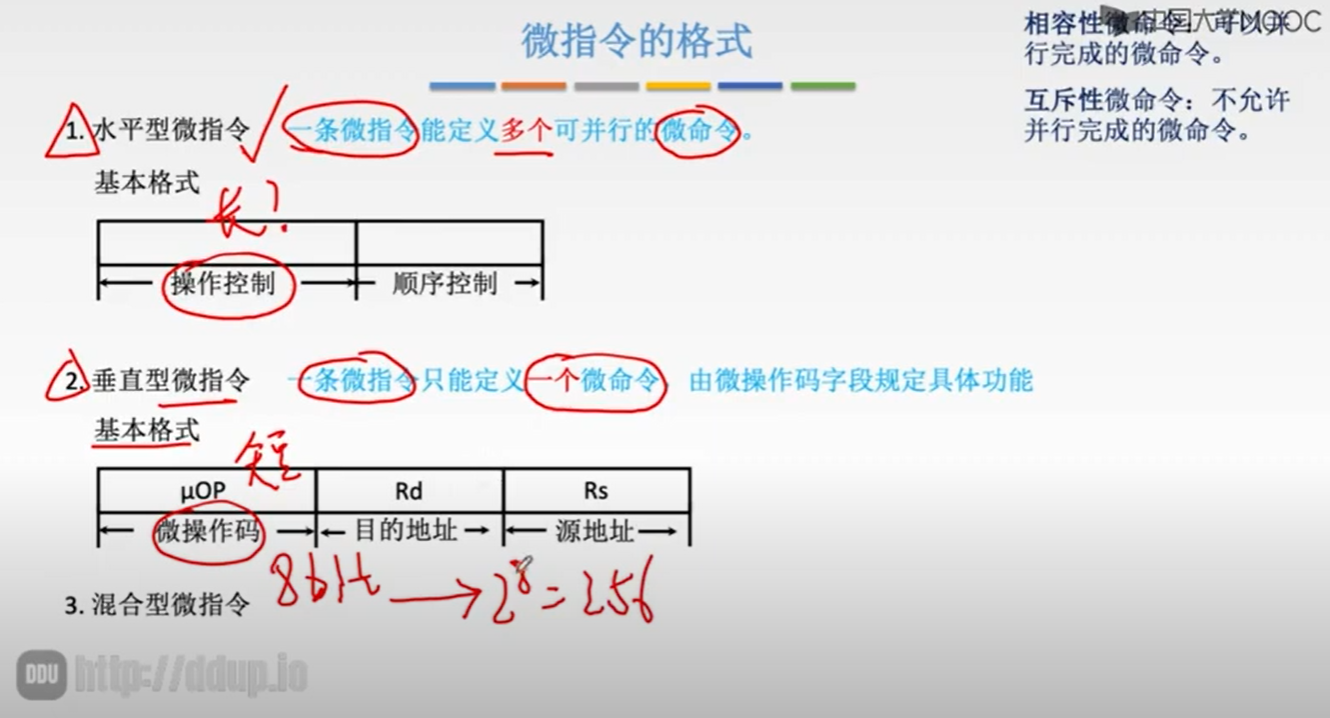 微指令的格式
中国大学MOOC
相容性微命令：可以并
行完成的微命令。
互斥性微命令：不允许
并行完成的微命令。
1. 水平型微指令 一条微指令能定义多个可并行的微命令。
基本格式
长?
操作控制 顺序控制
2. 垂直型微指令 一条微指令只能定义一个微命令，由微操作码字段规定具体功能
基本格式
短
μOP Rd Rs
微操作码 目的地址 源地址
8bit → 2⁸ = 256
3. 混合型微指令
DDU http://ddup.io